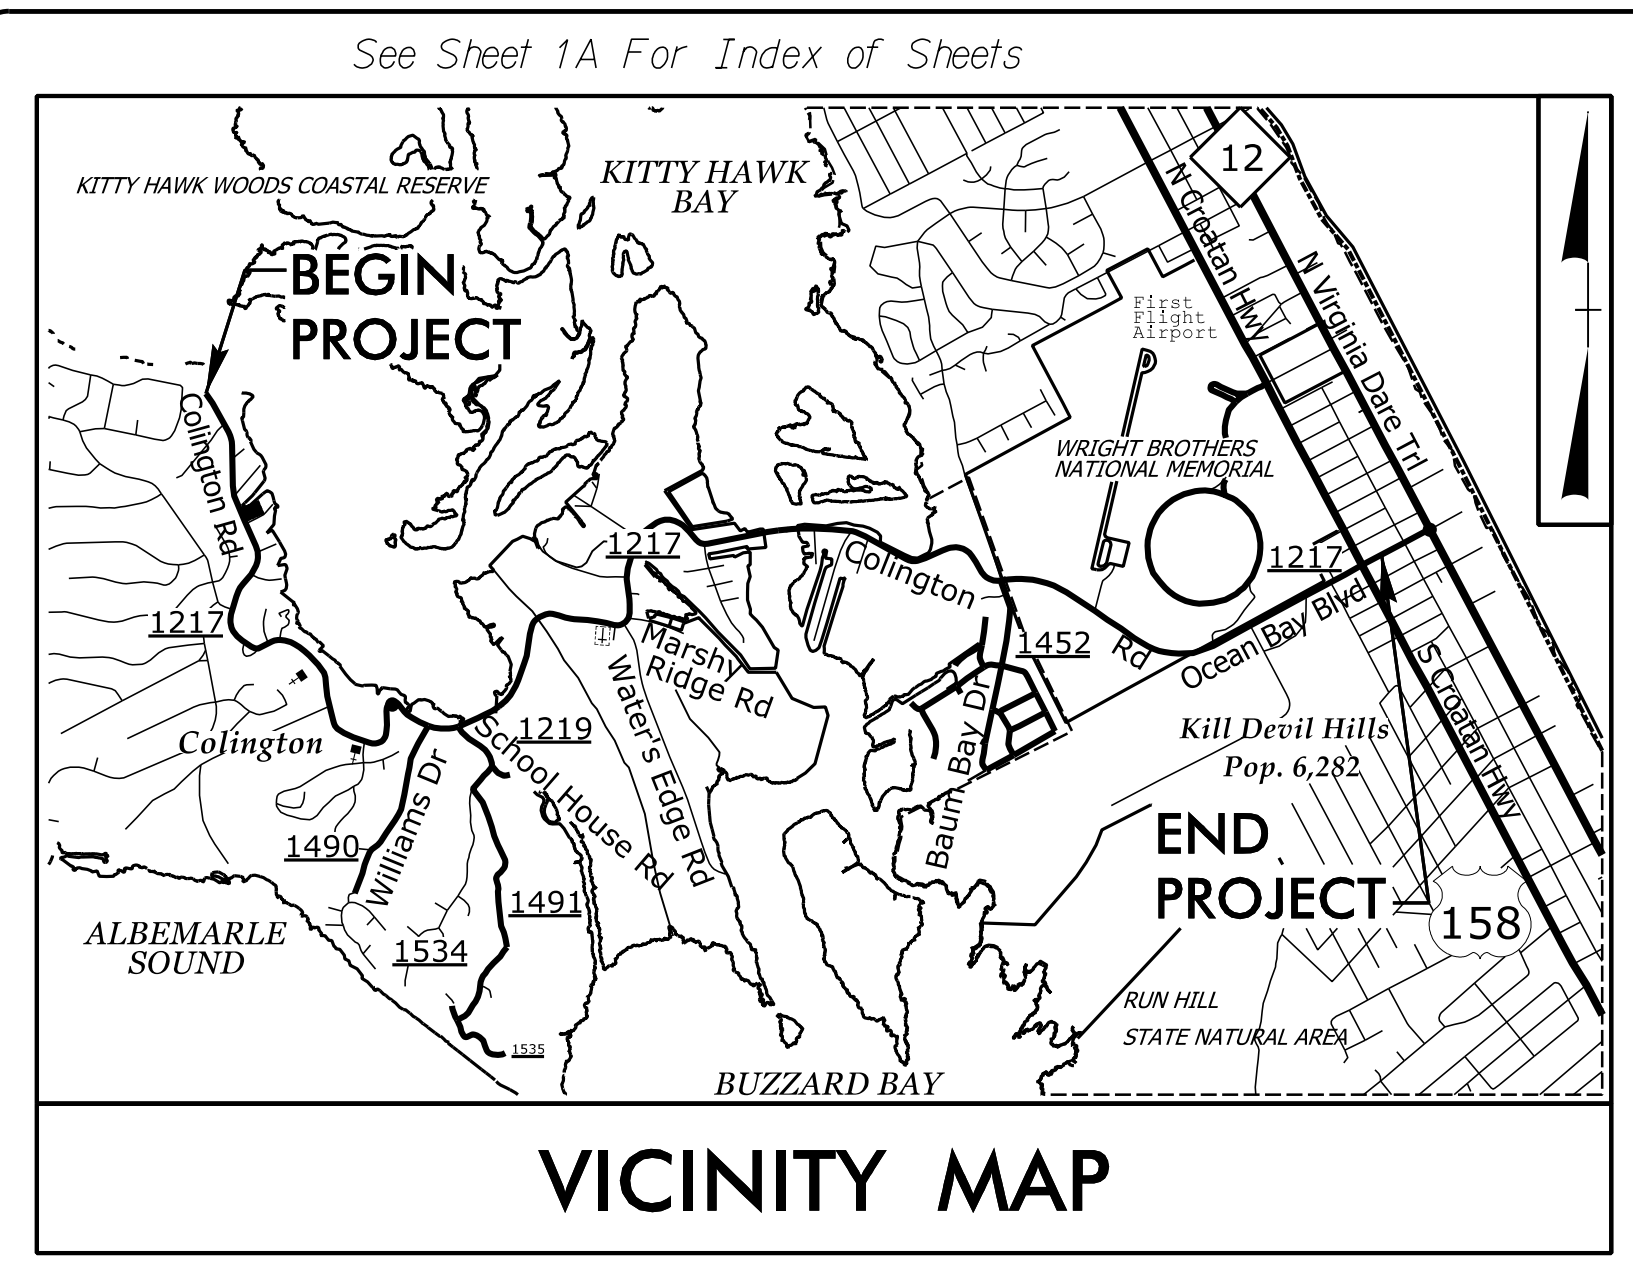 See Sheet 1A For Index of Sheets
KITTY HAWK WOODS COASTAL RESERVE
KITTY HAWK
BAY
12
N Croatan Hwy
N Virginia Dare Trl
BEGIN
PROJECT
First
Flight
Airport
Colington Rd
WRIGHT BROTHERS
NATIONAL MEMORIAL
1217
Colington
Rd
1217
Ocean Bay Blvd
1217
Marshy
Ridge Rd
1452
Water's Edge Rd
School House Rd
1219
Colington
Williams Dr
Baum Bay Dr
S Croatan Hwy
Kill Devil Hills
Pop. 6,282
1490
END
PROJECT
158
1491
ALBEMARLE
SOUND
1534
RUN HILL
STATE NATURAL AREA
1535
BUZZARD BAY
VICINITY MAP